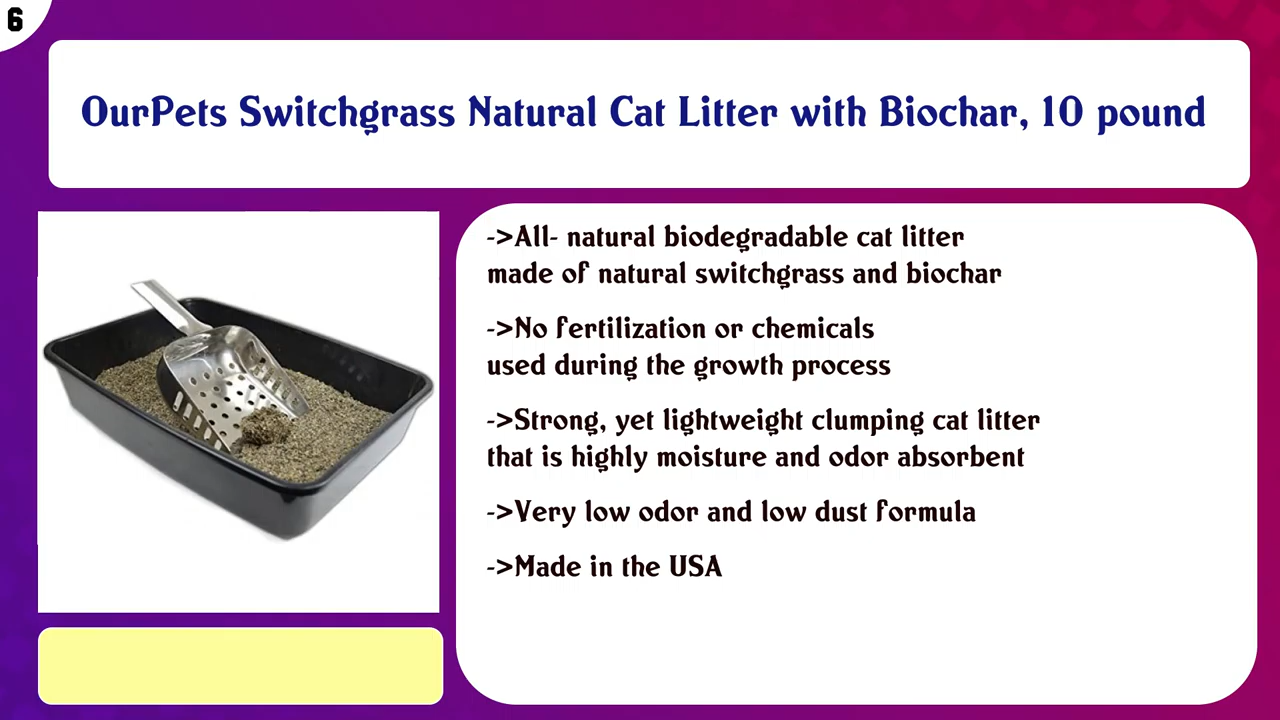 6
OurPets Switchgrass Natural Cat Litter with Biochar, 10 pound
->All- natural biodegradable cat litter
made of natural switchgrass and biochar
->No fertilization or chemicals
used during the growth process
->Strong, yet lightweight clumping cat litter
that is highly moisture and odor absorbent
->Very low odor and low dust formula
->Made in the USA